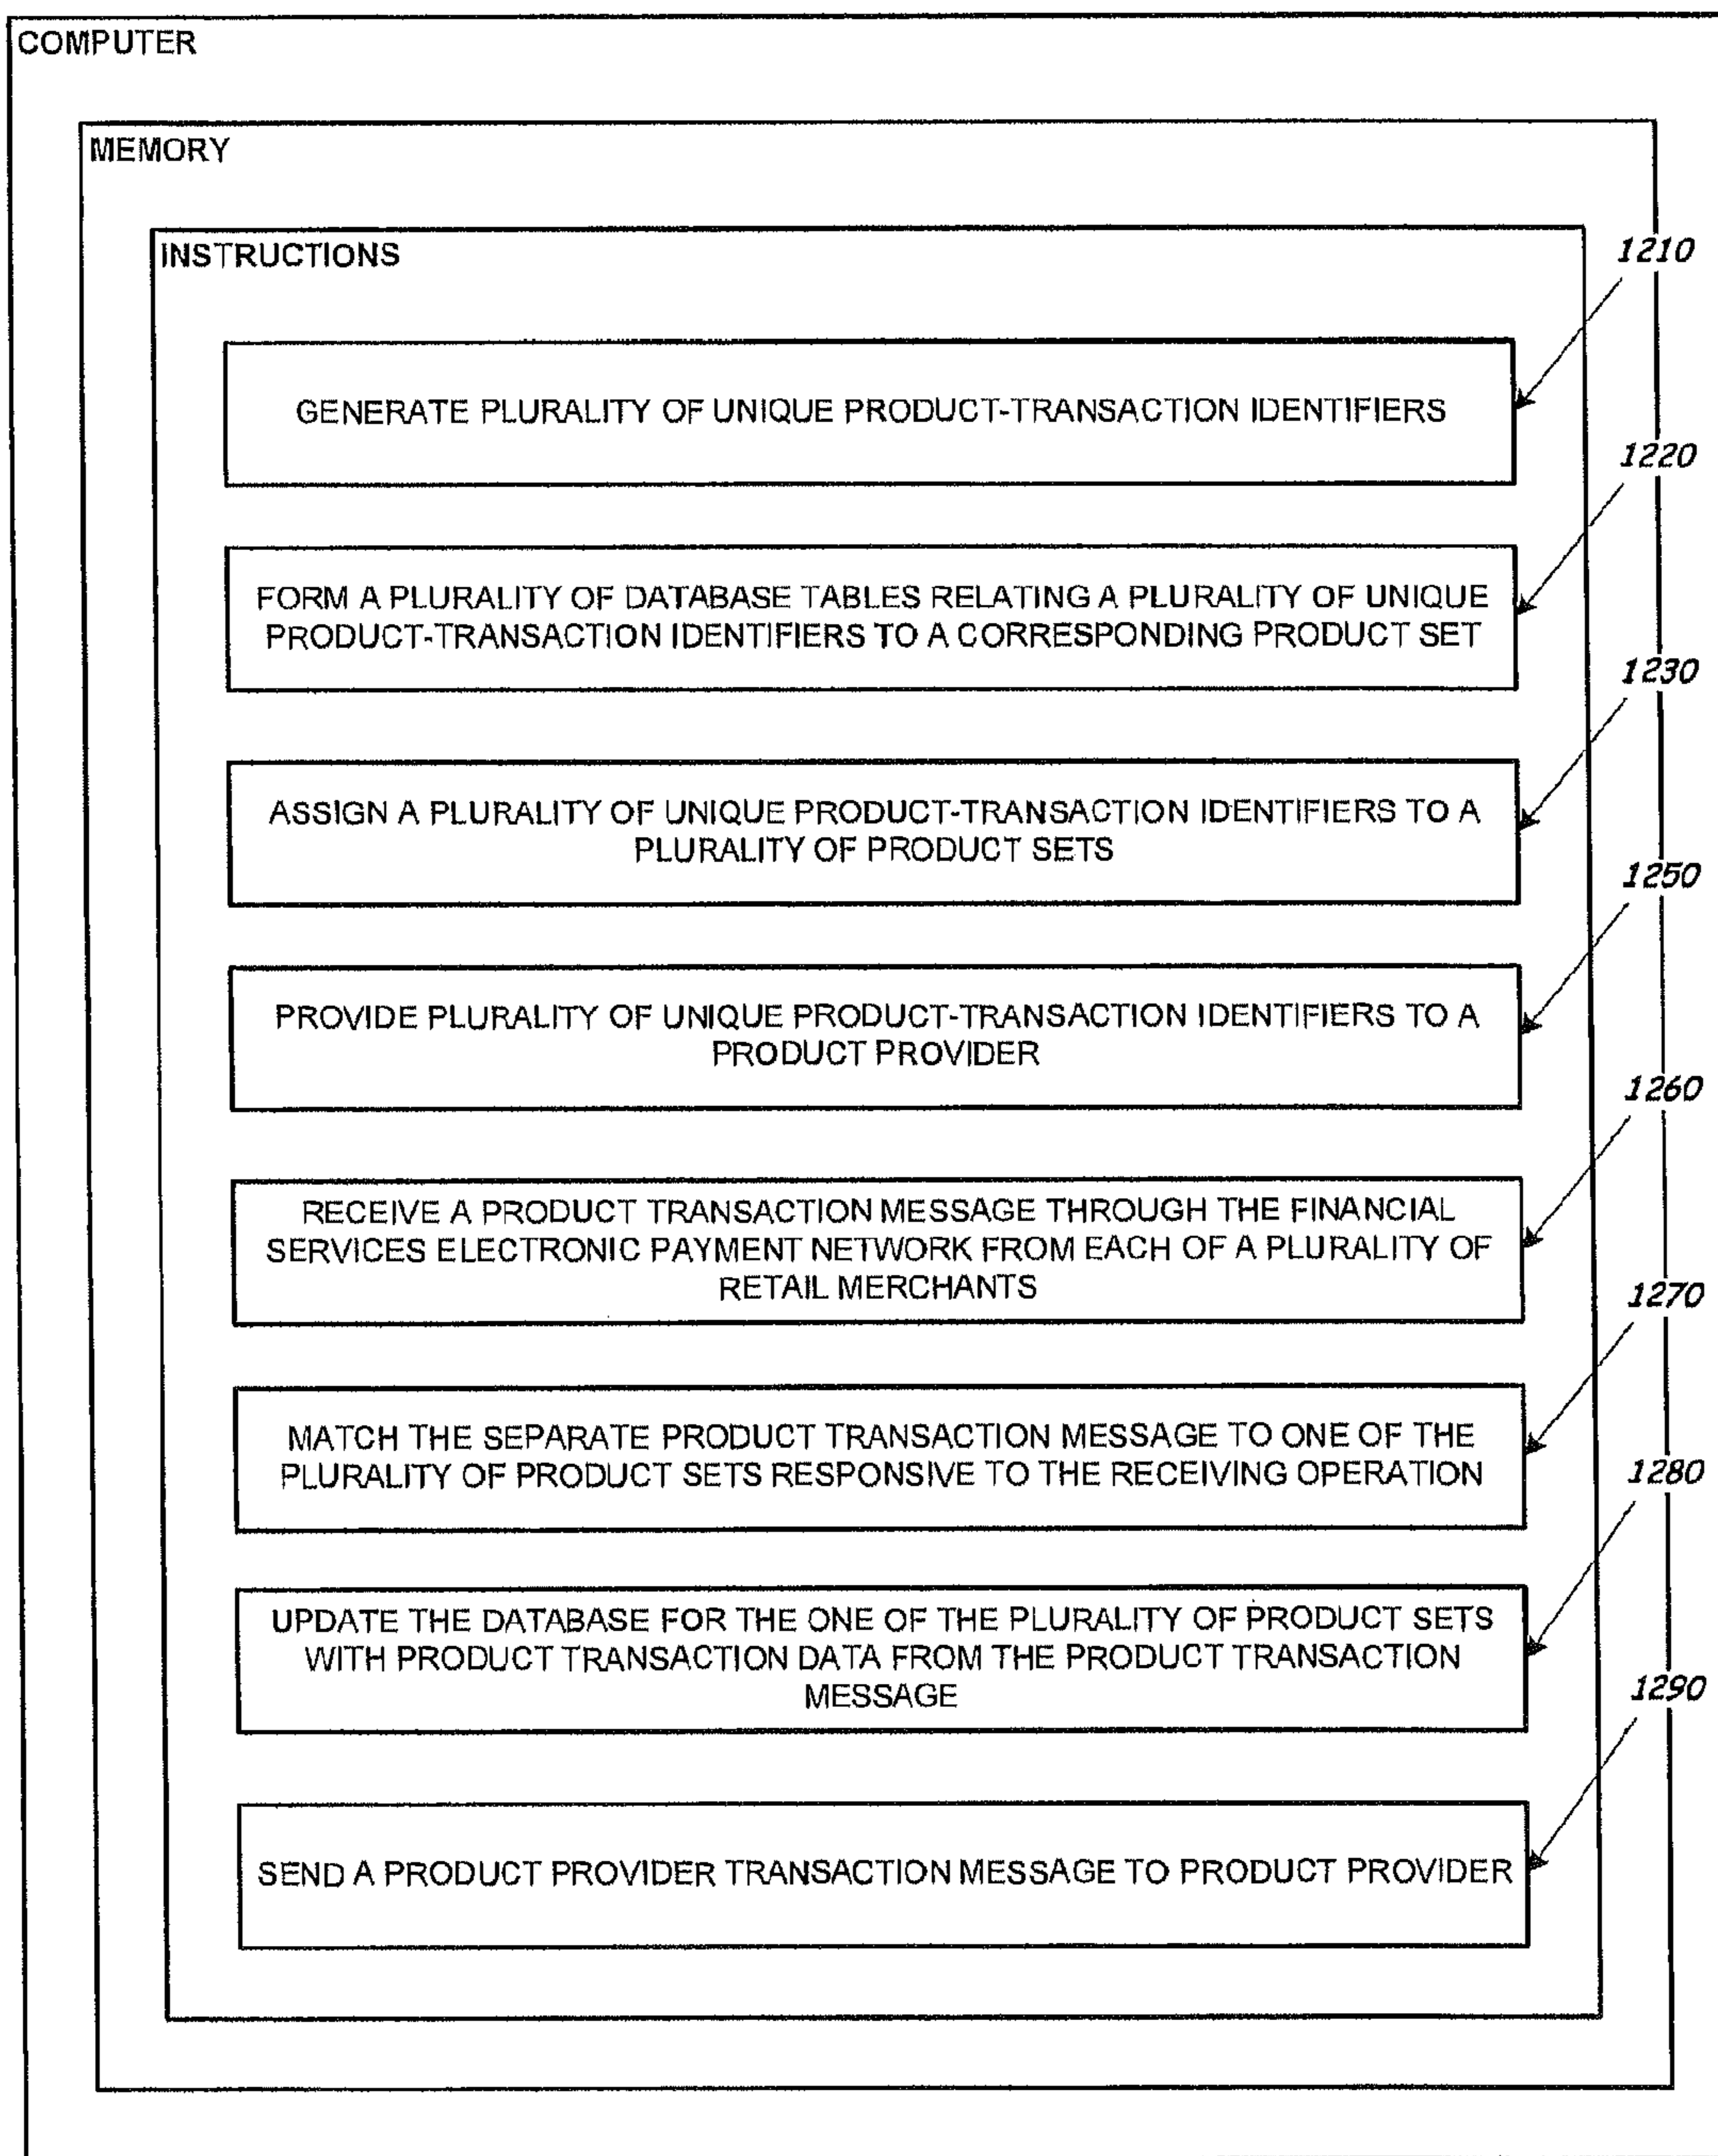 COMPUTER
MEMORY
INSTRUCTIONS
1210
GENERATE PLURALITY OF UNIQUE PRODUCT-TRANSACTION IDENTIFIERS
1220
FORM A PLURALITY OF DATABASE TABLES RELATING A PLURALITY OF UNIQUE
PRODUCT-TRANSACTION IDENTIFIERS TO A CORRESPONDING PRODUCT SET
1230
ASSIGN A PLURALITY OF UNIQUE PRODUCT-TRANSACTION IDENTIFIERS TO A
PLURALITY OF PRODUCT SETS
1250
PROVIDE PLURALITY OF UNIQUE PRODUCT-TRANSACTION IDENTIFIERS TO A
PRODUCT PROVIDER
1260
RECEIVE A PRODUCT TRANSACTION MESSAGE THROUGH THE FINANCIAL
SERVICES ELECTRONIC PAYMENT NETWORK FROM EACH OF A PLURALITY OF
RETAIL MERCHANTS
1270
MATCH THE SEPARATE PRODUCT TRANSACTION MESSAGE TO ONE OF THE
PLURALITY OF PRODUCT SETS RESPONSIVE TO THE RECEIVING OPERATION
1280
UPDATE THE DATABASE FOR THE ONE OF THE PLURALITY OF PRODUCT SETS
WITH PRODUCT TRANSACTION DATA FROM THE PRODUCT TRANSACTION
MESSAGE
1290
SEND A PRODUCT PROVIDER TRANSACTION MESSAGE TO PRODUCT PROVIDER